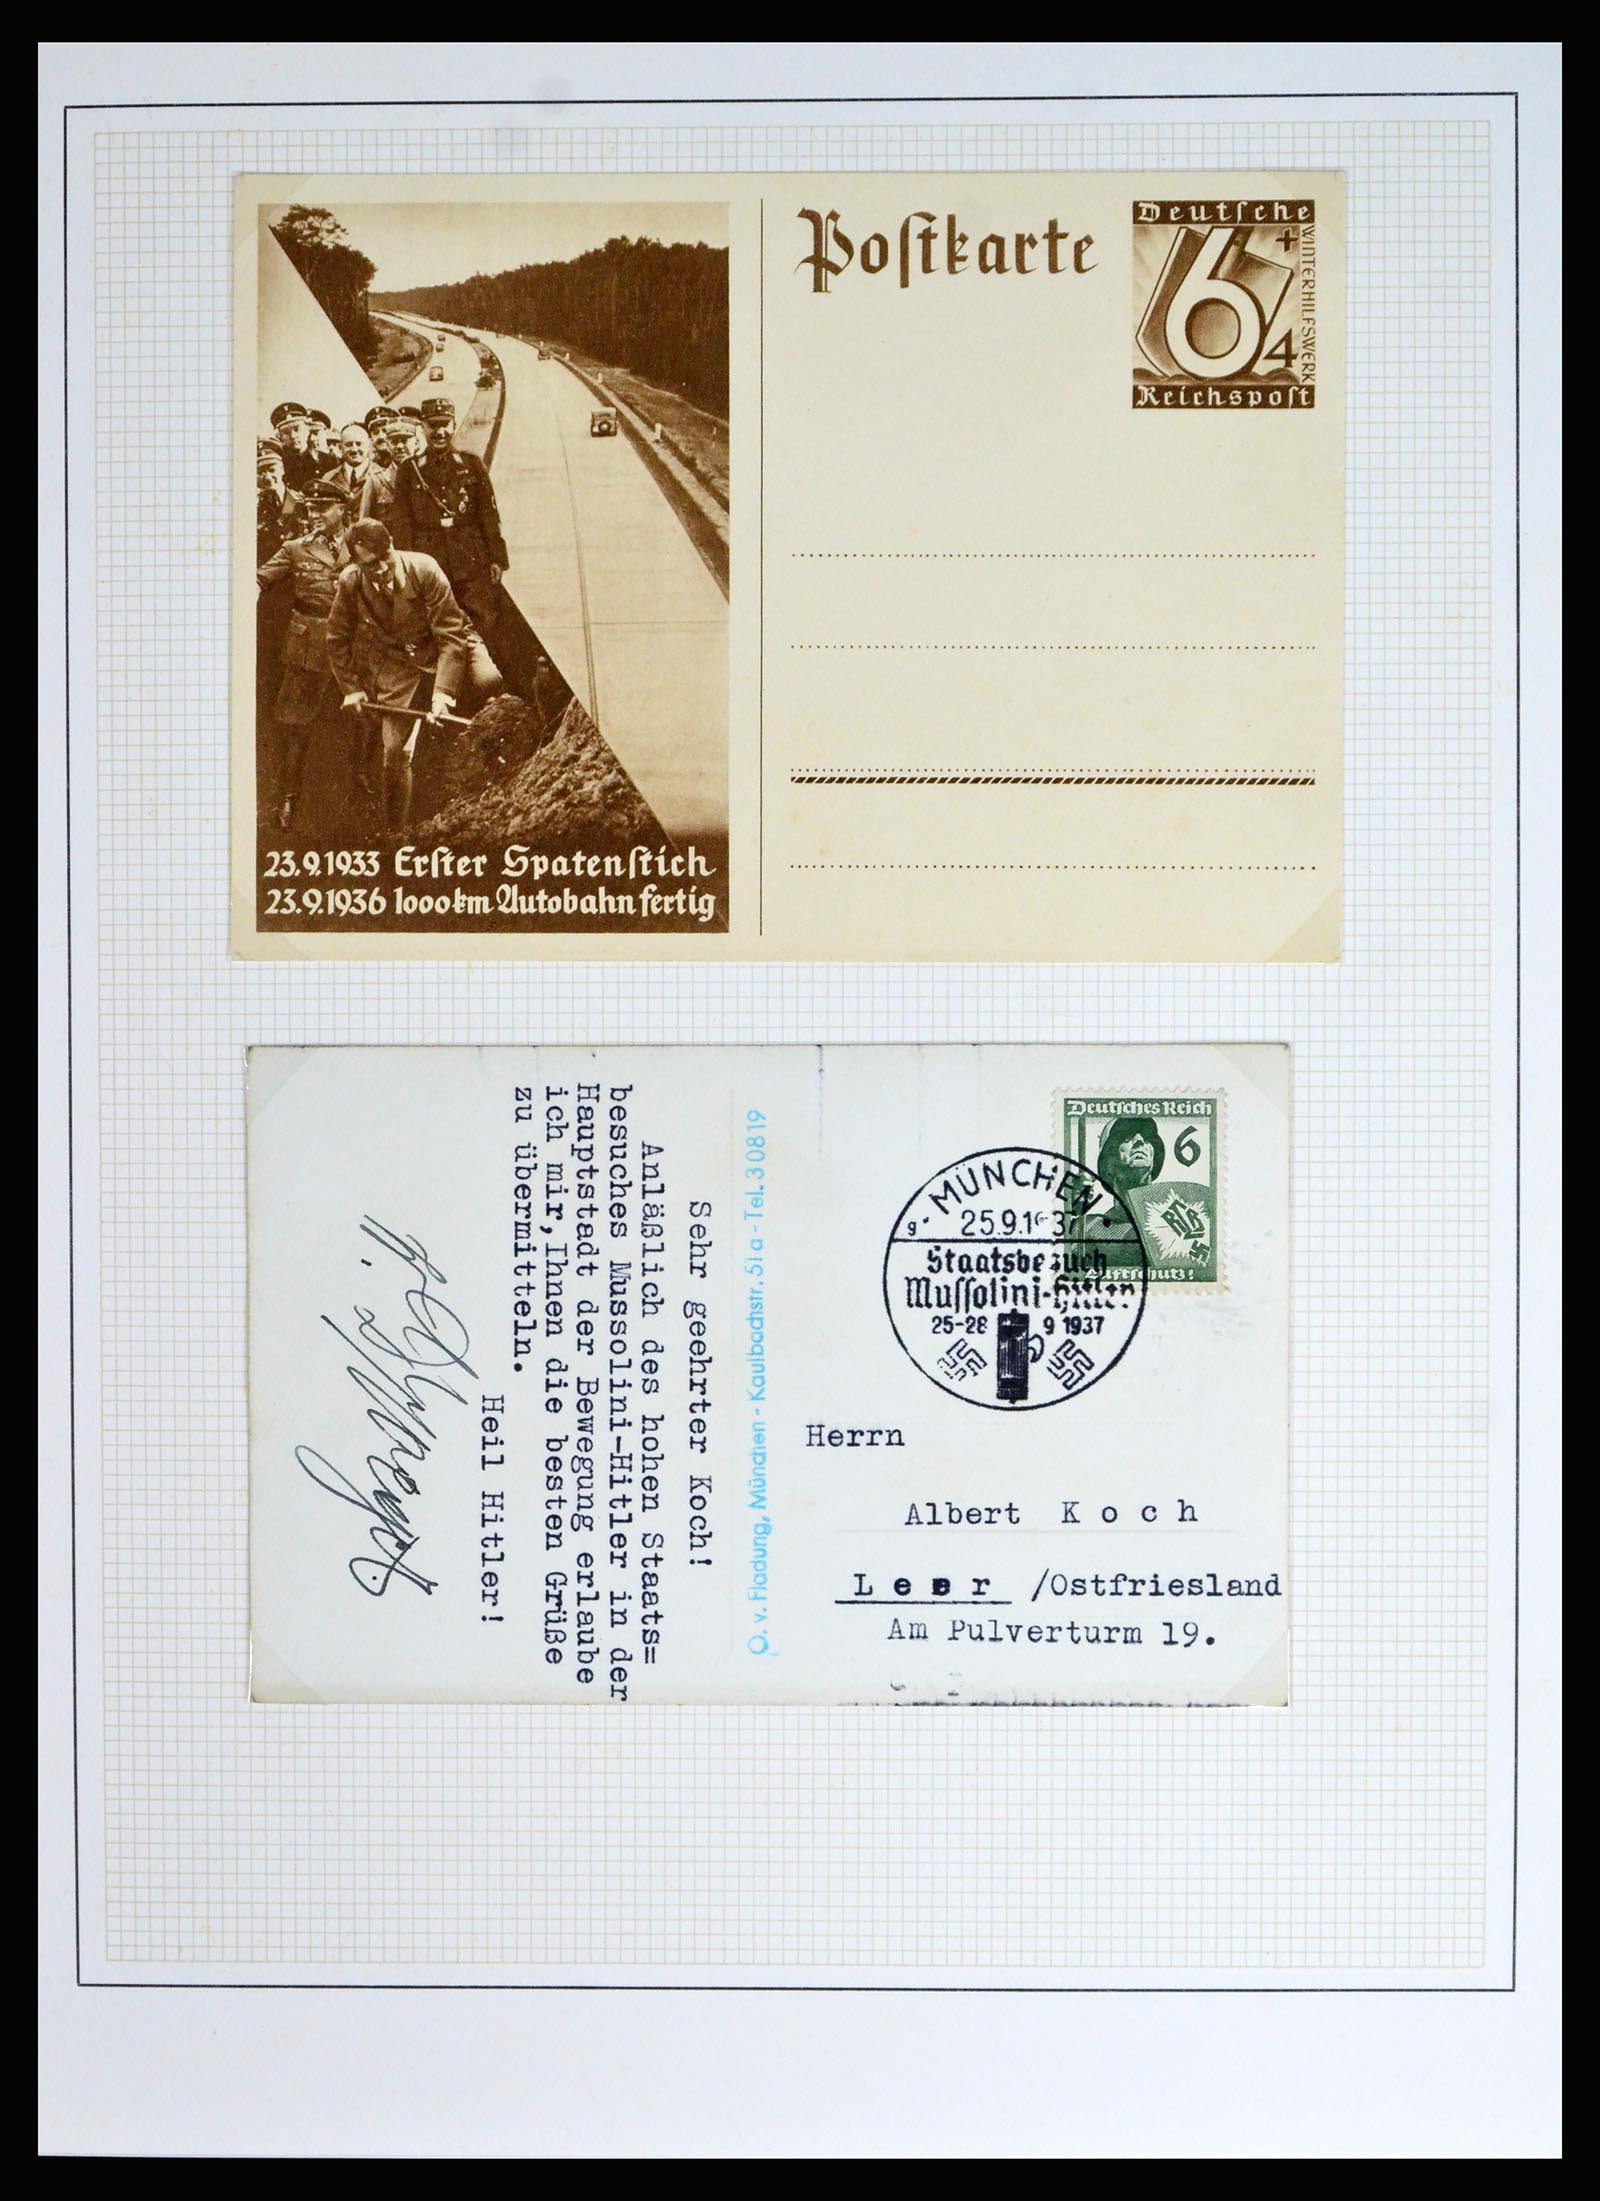 Postkarte
Deutsche
6+4
WINTERHILFSWERK
Reichspost
23.9.1933 Erster Spatenstich
23.9.1936 1000km Autobahn fertig
Sehr geehrter Koch!
Anläßlich des hohen Staats=
besuches Mussolini-Hitler in der
Hauptstadt der Bewegung erlaube
ich mir, Ihnen die besten Grüße
zu übermitteln.
Heil Hitler!
O. v. Fladung, München - Kaulbachstr. 51a - Tel. 30819
Deutsches Reich
6
RLB
Luftschutz!
MÜNCHEN
g 25.9.1937
Staatsbesuch
Mussolini-Hitler
25-28 9 1937
Herrn
Albert Koch
Leer /Ostfriesland
Am Pulverturm 19.